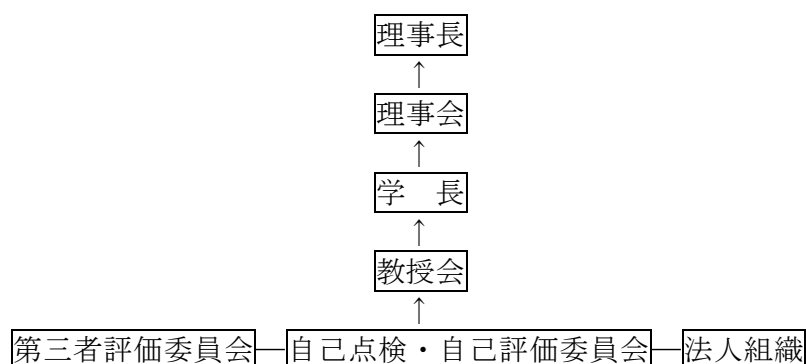 理事長
↑
理事会
↑
学　長
↑
教授会
↑
第三者評価委員会―自己点検・自己評価委員会―法人組織